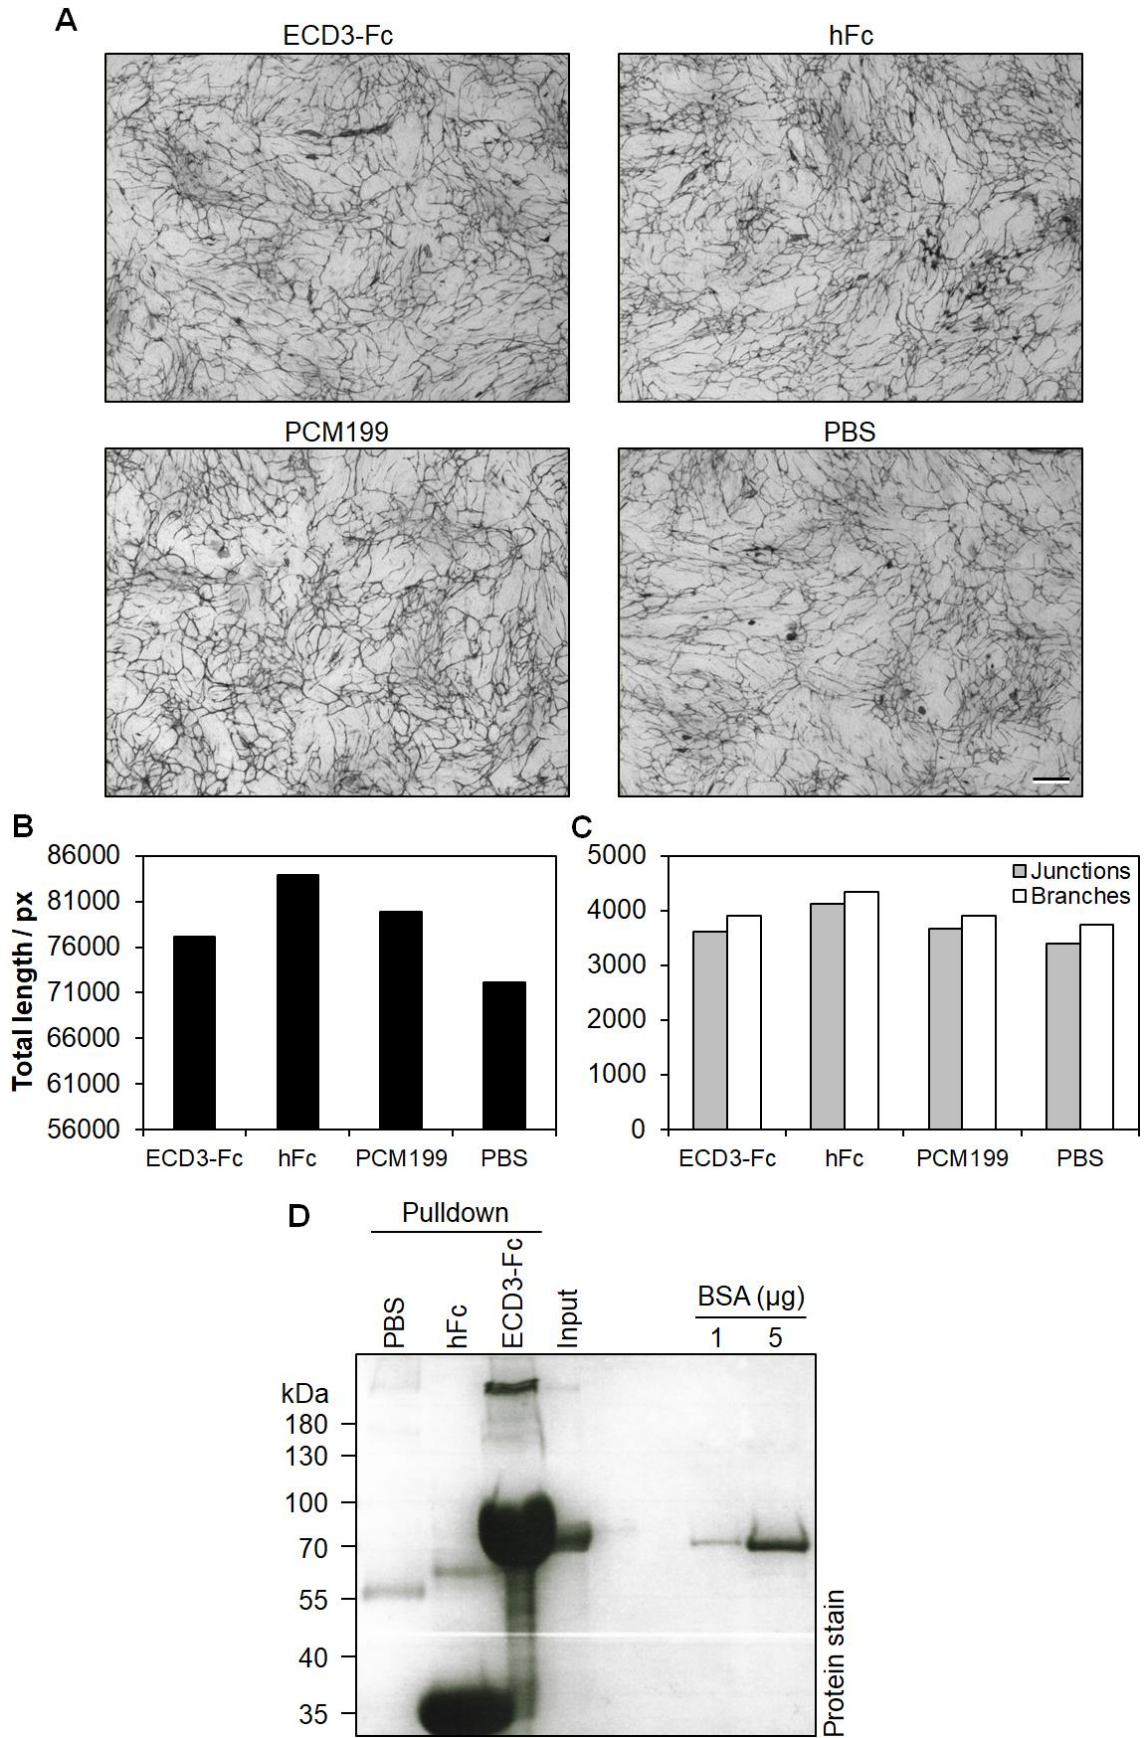 A
ECD3-Fc
hFc
PCM199
PBS
B
86000
81000
76000
71000
66000
61000
56000
Total length / px
ECD3-Fc
hFc
PCM199
PBS
C
5000
4000
3000
2000
1000
0
Junctions
Branches
ECD3-Fc
hFc
PCM199
PBS
D
Pulldown
PBS
hFc
ECD3-Fc
Input
BSA (µg)
1 5
kDa
180
130
100
70
55
40
35
Protein stain